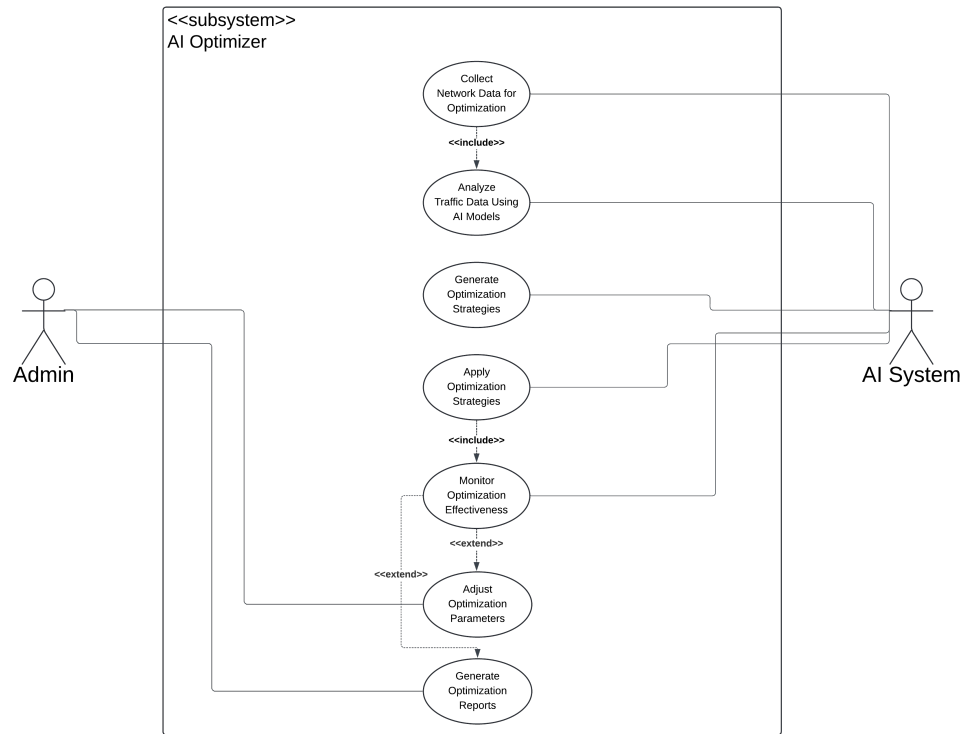 <<subsystem>>
AI Optimizer
Collect
Network Data for
Optimization
<<include>>
Analyze
Traffic Data Using
AI Models
Generate
Optimization
Strategies
Admin
AI System
Apply
Optimization
Strategies
<<include>>
Monitor
Optimization
Effectiveness
<<extend>>
<<extend>>
Adjust
Optimization
Parameters
Generate
Optimization
Reports